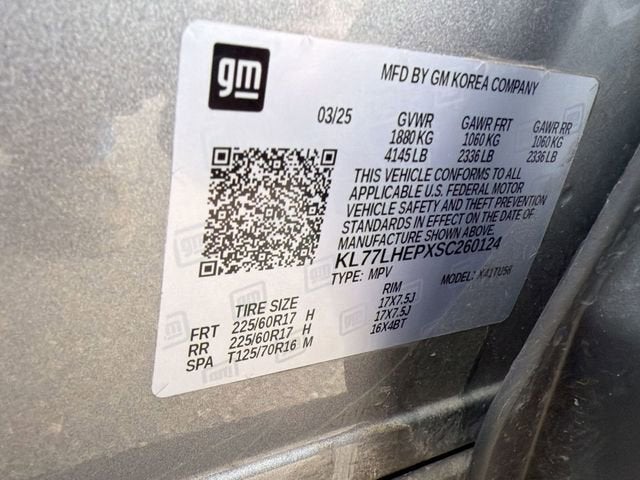 gm
MFD BY GM KOREA COMPANY
03/25 GVWR GAWR FRT GAWR RR
1880 KG 1060 KG 1060 KG
4145 LB 2336 LB 2336 LB
THIS VEHICLE CONFORMS TO ALL
APPLICABLE U.S. FEDERAL MOTOR
VEHICLE SAFETY AND THEFT PREVENTION
STANDARDS IN EFFECT ON THE DATE OF
MANUFACTURE SHOWN ABOVE.
KL77LHEPXSC260124
TYPE: MPV MODEL: X41TU56
TIRE SIZE RIM
FRT 225/60R17 H 17X7.5J
RR 225/60R17 H 17X7.5J
SPA T125/70R16 M 16X4BT